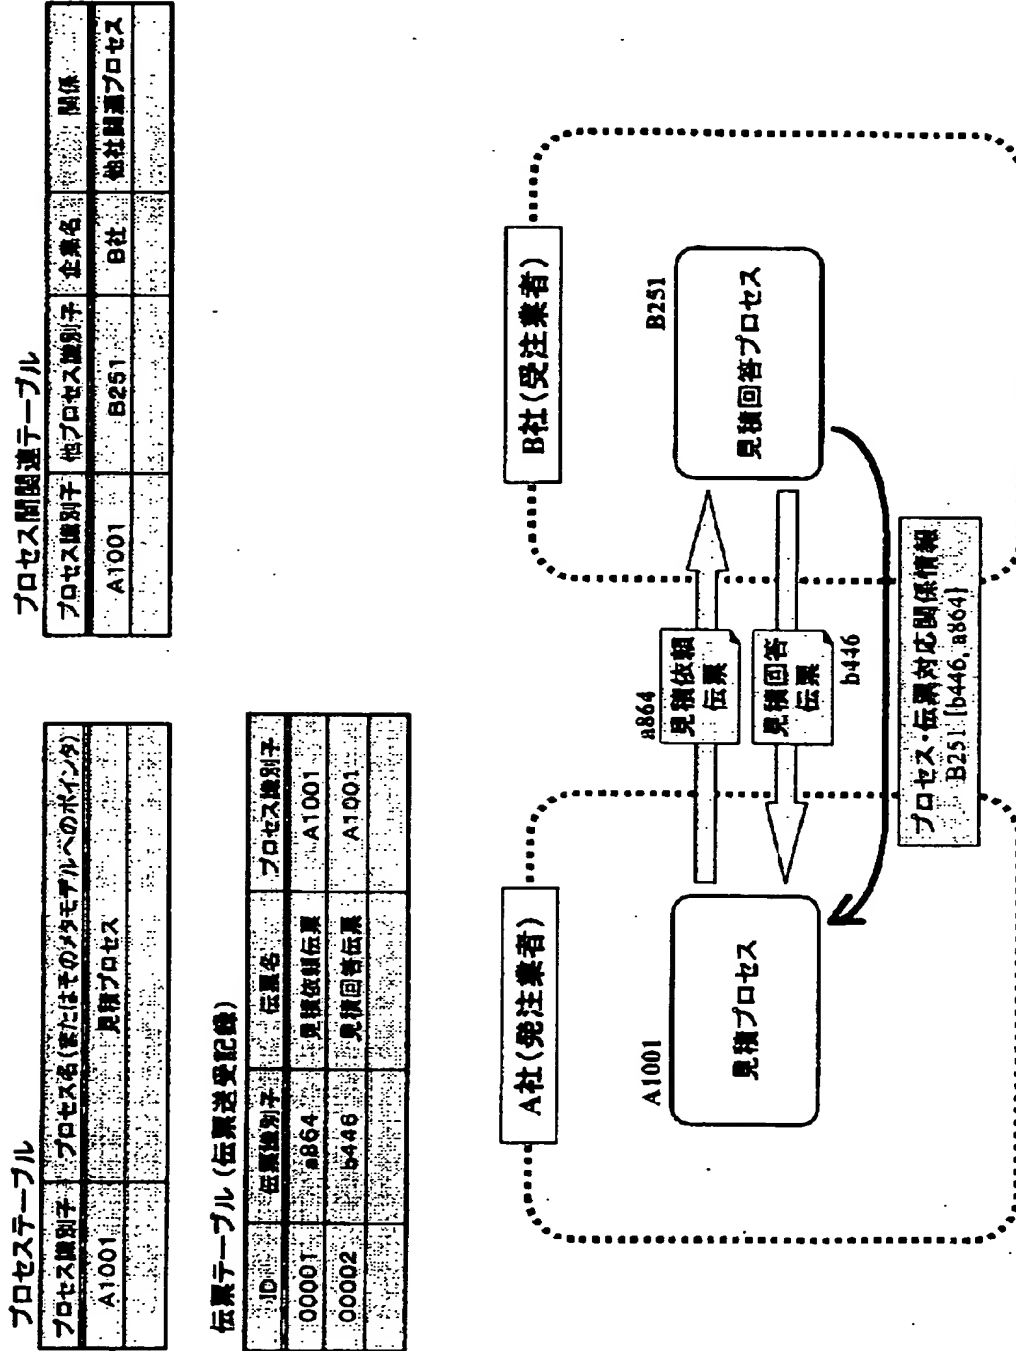 プロセステーブル
プロセス識別子 プロセス名(またはそのメタモデルへのポインタ)
A1001 見積プロセス
プロセス間関連テーブル
プロセス識別子 他プロセス識別子 企業名 関係
A1001 B251 B社 他社関連プロセス
伝票テーブル(伝票送受記録)
ID 伝票識別子 伝票名 プロセス識別子
00001 a864 見積依頼伝票 A1001
00002 b446 見積回答伝票 A1001
A社(発注業者)
A1001
見積プロセス
a864
見積依頼
伝票
見積回答
伝票
b446
B社(受注業者)
B251
見積回答プロセス
プロセス・伝票対応関係情報
B251 [b446, a864]